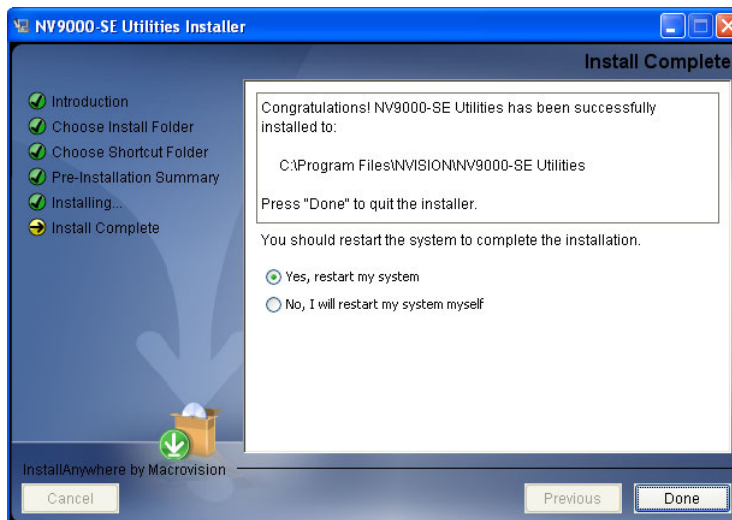 NV9000-SE Utilities Installer
Install Complete
Introduction
Choose Install Folder
Choose Shortcut Folder
Pre-Installation Summary
Installing...
Install Complete
Congratulations! NV9000-SE Utilities has been successfully
installed to:
C:\Program Files\NVISION\NV9000-SE Utilities
Press "Done" to quit the installer.
You should restart the system to complete the installation.
Yes, restart my system
No, I will restart my system myself
InstallAnywhere by Macrovision
Cancel
Previous
Done